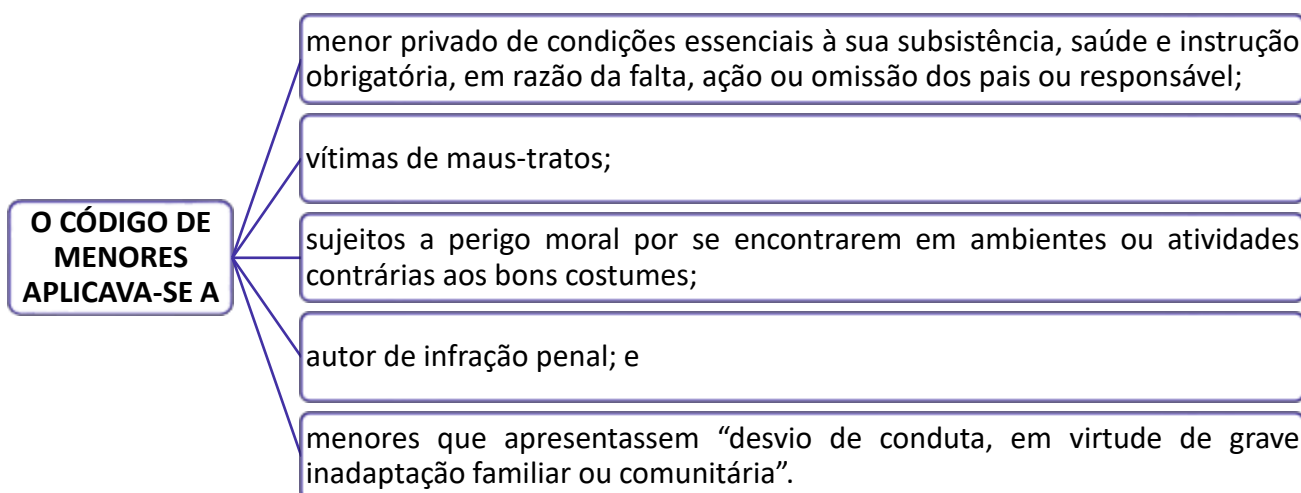 O CÓDIGO DE
MENORES
APLICAVA-SE A
menor privado de condições essenciais à sua subsistência, saúde e instrução
obrigatória, em razão da falta, ação ou omissão dos pais ou responsável;
vítimas de maus-tratos;
sujeitos a perigo moral por se encontrarem em ambientes ou atividades
contrárias aos bons costumes;
autor de infração penal; e
menores que apresentassem “desvio de conduta, em virtude de grave
inadaptação familiar ou comunitária”.